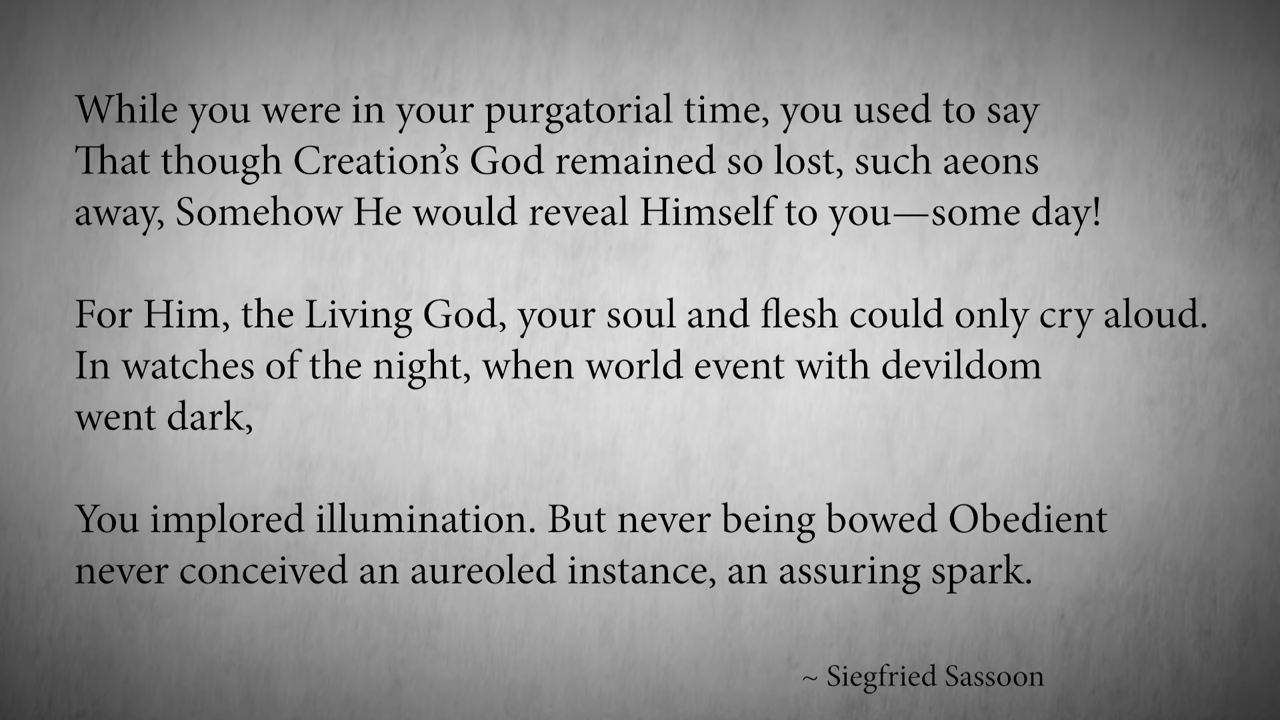 While you were in your purgatorial time, you used to say
That though Creation’s God remained so lost, such aeons
away, Somehow He would reveal Himself to you—some day!
For Him, the Living God, your soul and flesh could only cry aloud.
In watches of the night, when world event with devildom
went dark,
You implored illumination. But never being bowed Obedient
never conceived an aureoled instance, an assuring spark.
~ Siegfried Sassoon